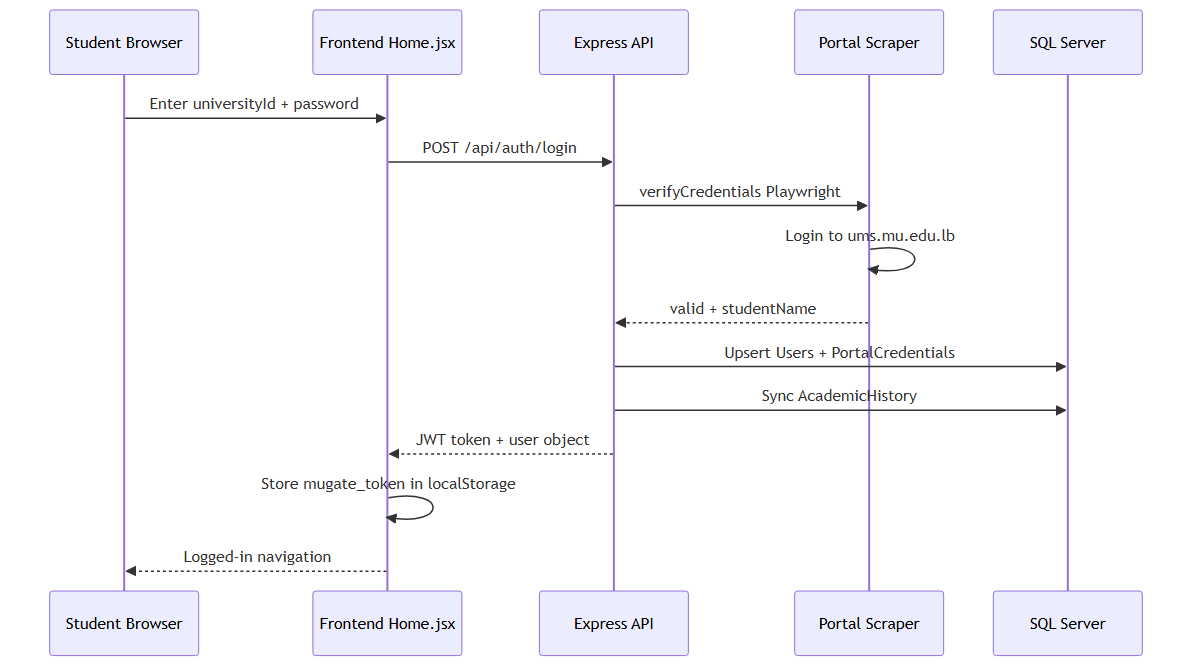 Student Browser
Frontend Home.jsx
Express API
Portal Scraper
SQL Server
Enter universityId + password
POST /api/auth/login
verifyCredentials Playwright
Login to ums.mu.edu.lb
valid + studentName
Upsert Users + PortalCredentials
Sync AcademicHistory
JWT token + user object
Store mugate_token in localStorage
Logged-in navigation
Student Browser
Frontend Home.jsx
Express API
Portal Scraper
SQL Server